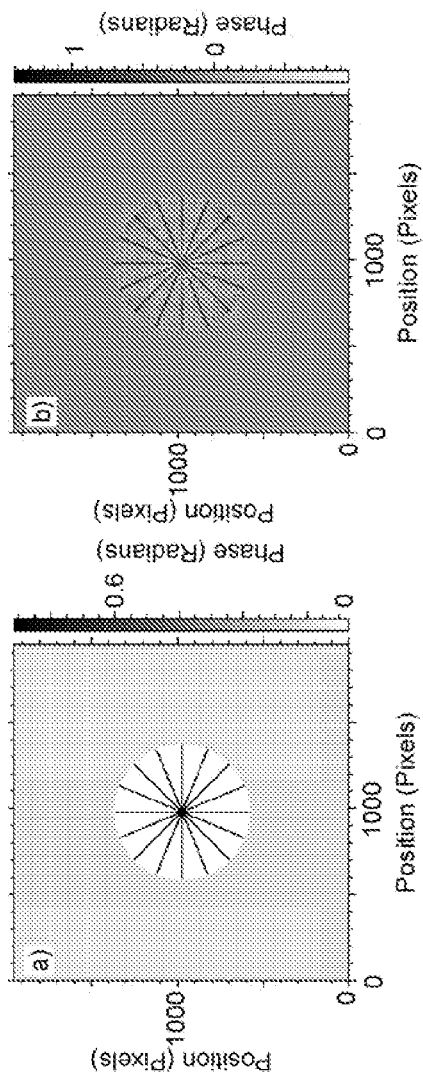 a)
Position (Pixels)
1000
0
0
1000
Position (Pixels)
0.6
0
Phase (Radians)
b)
Position (Pixels)
1000
0
0
1000
Position (Pixels)
1
0
Phase (Radians)